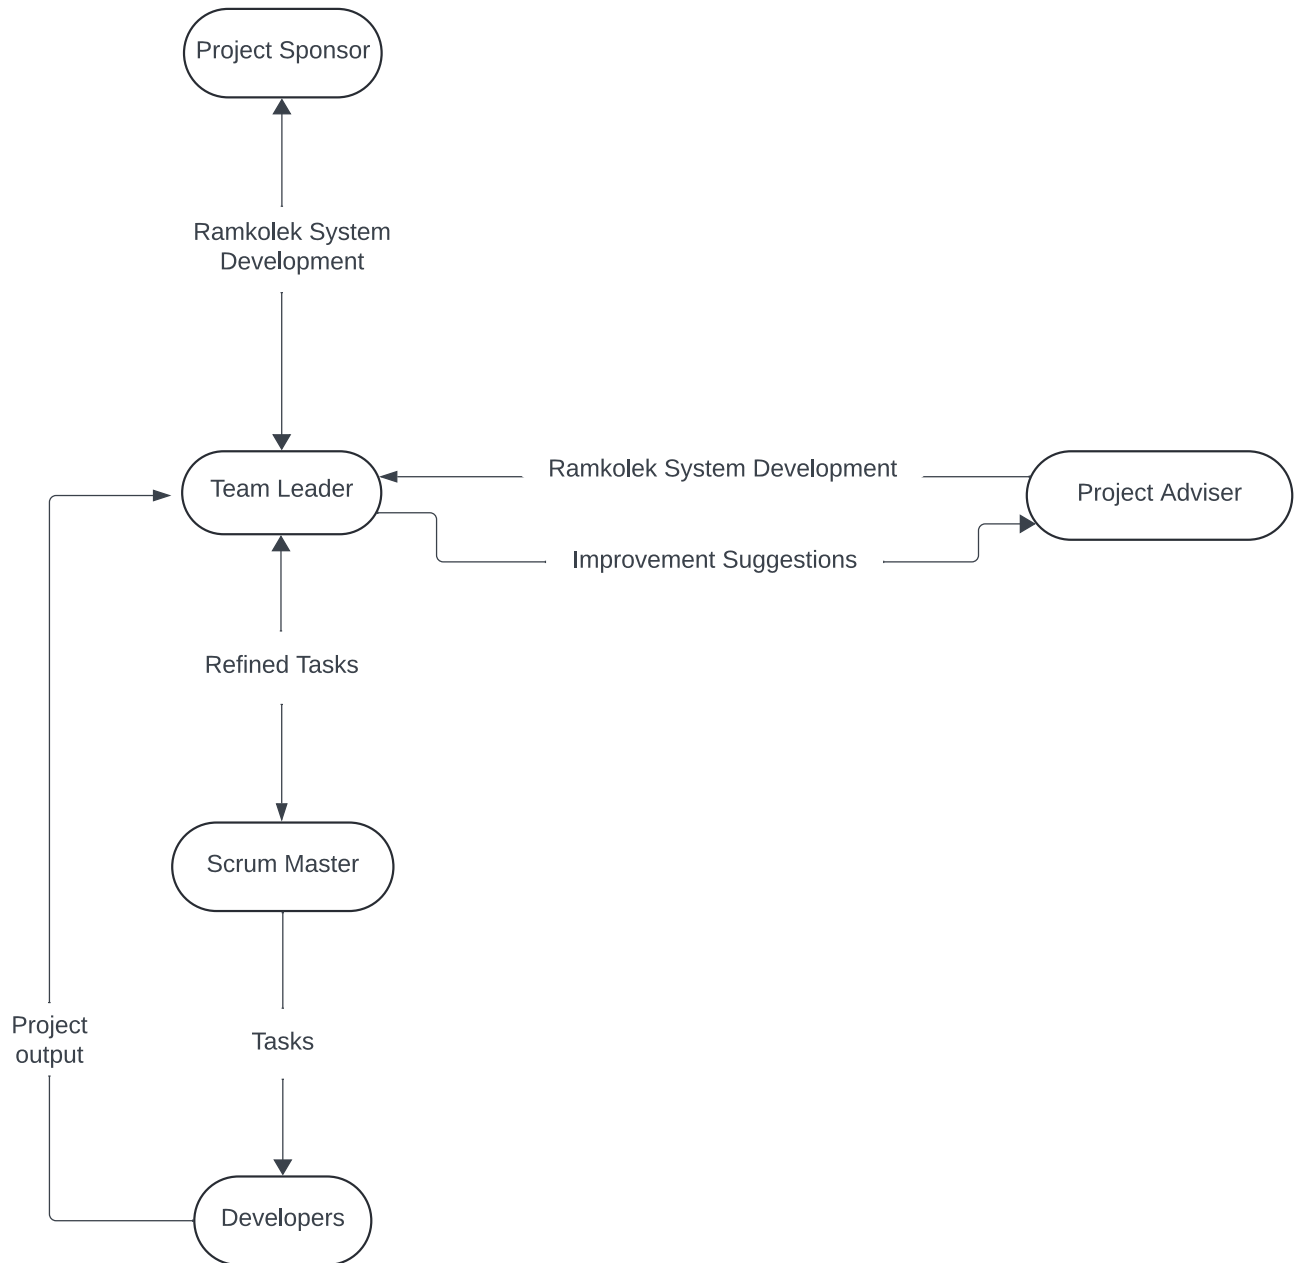 Project Sponsor
Ramkolek System
Development
Team Leader
Ramkolek System Development
Project Adviser
Improvement Suggestions
Refined Tasks
Scrum Master
Project
output
Tasks
Developers